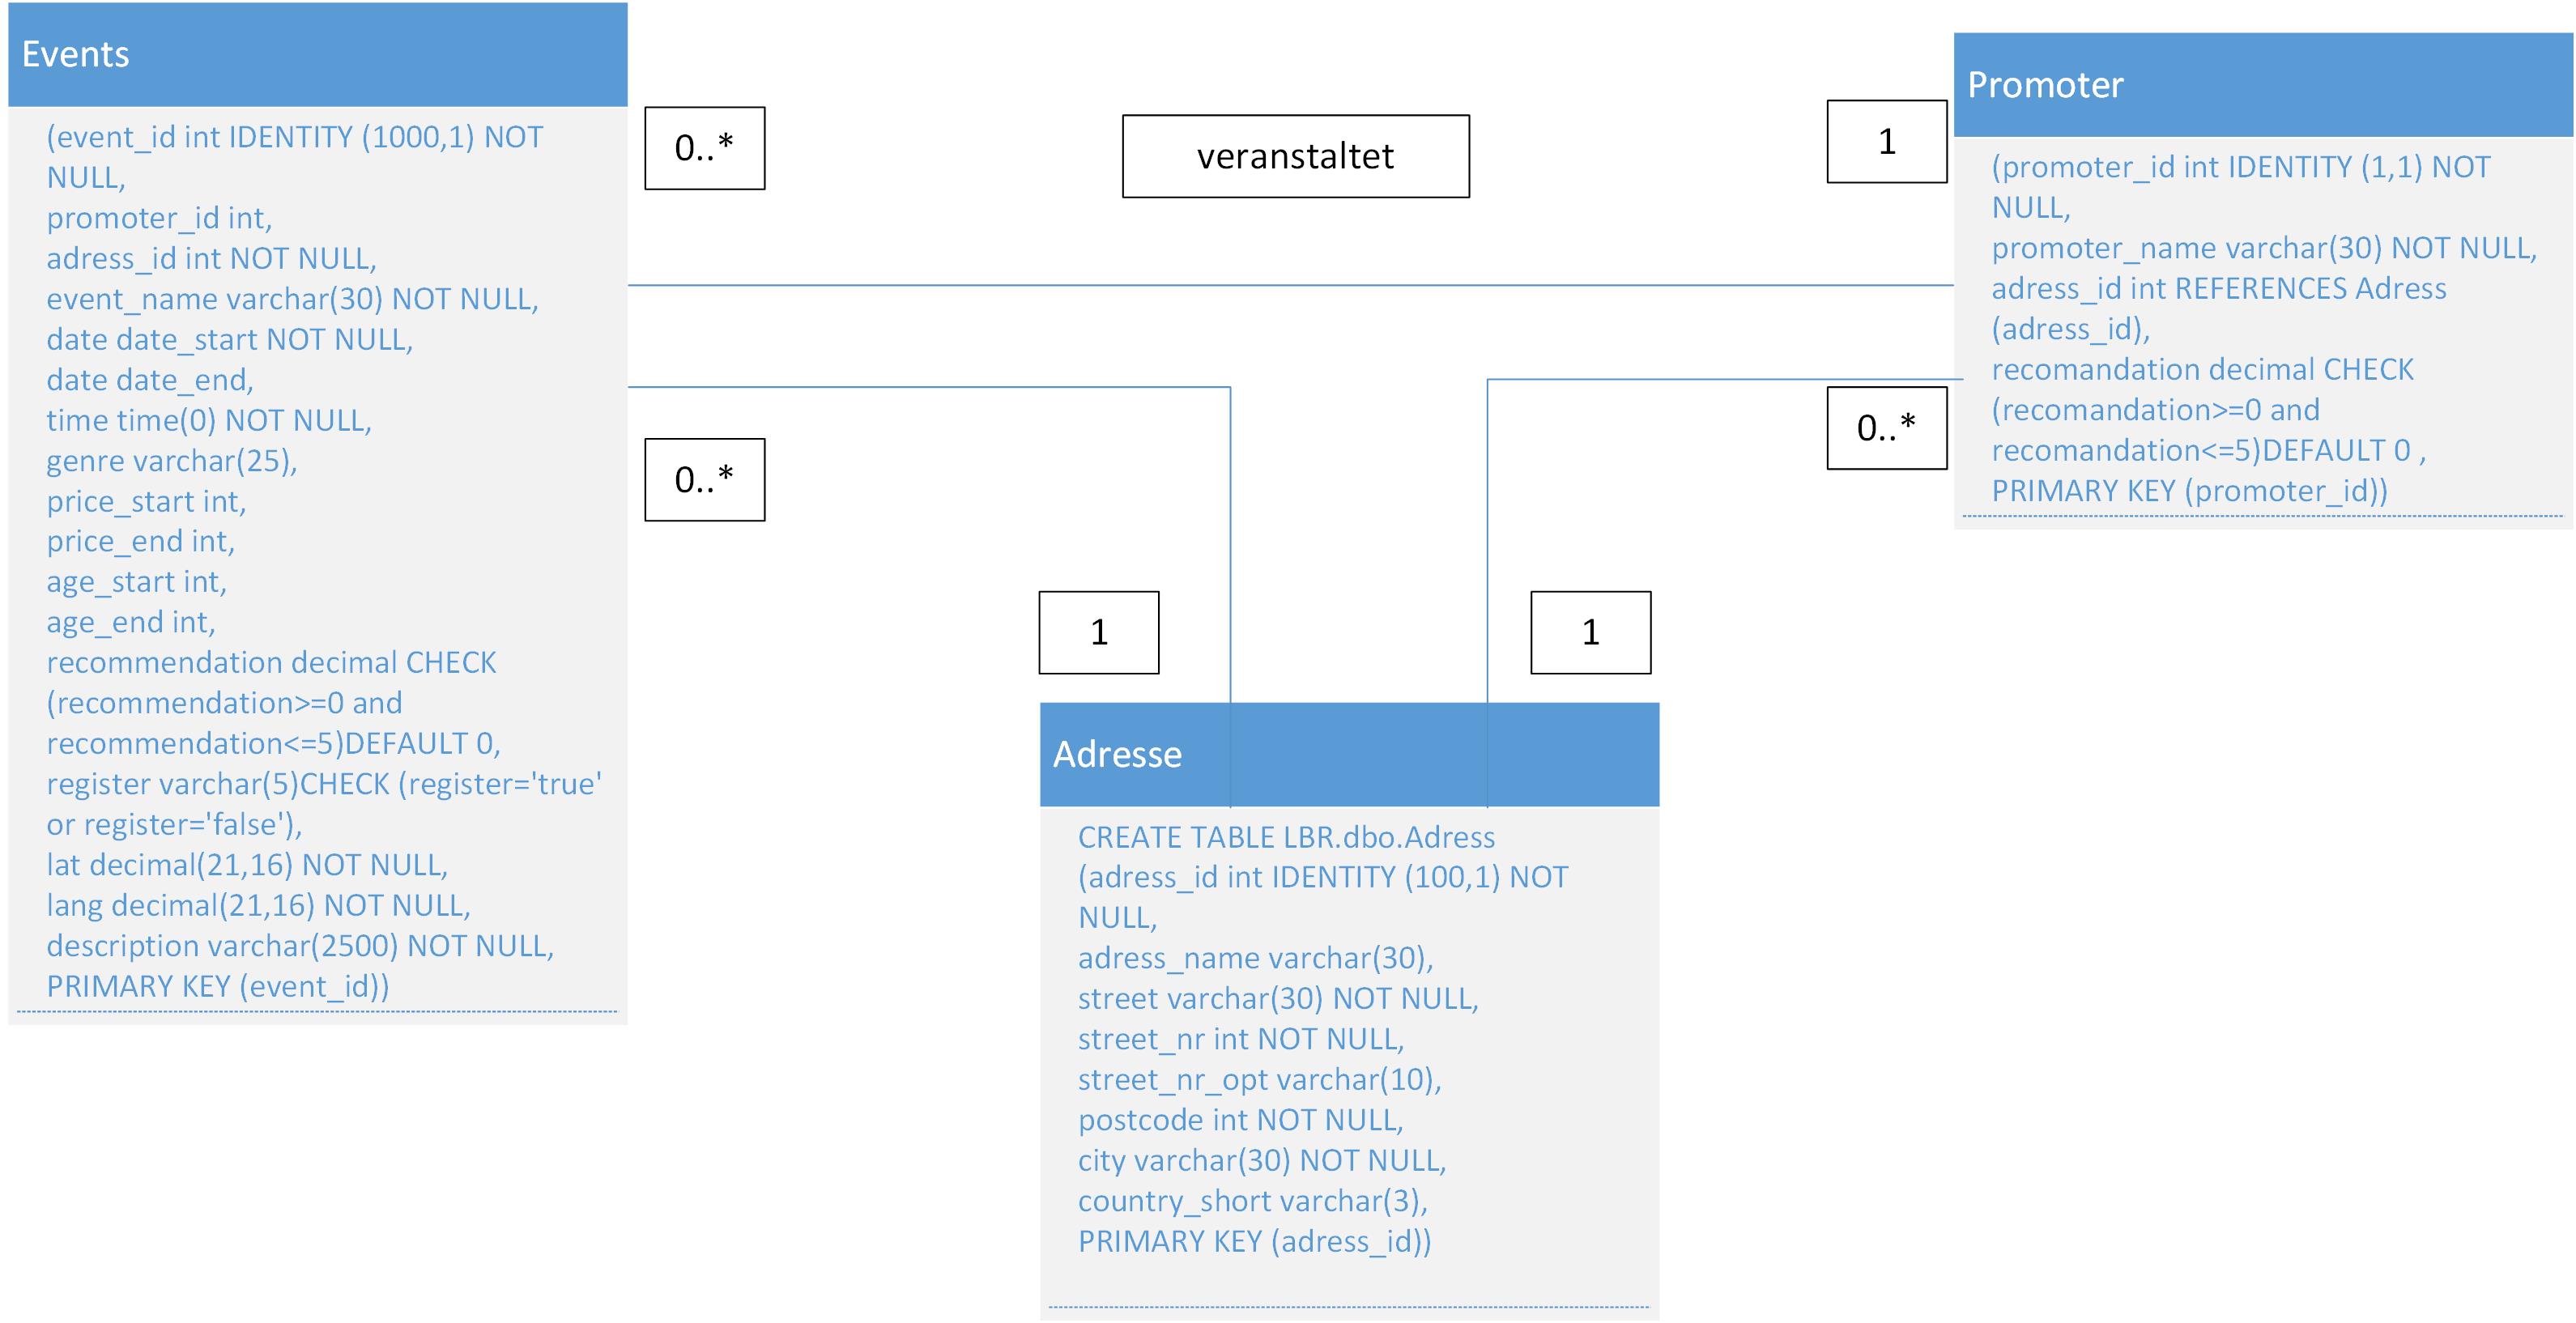 Events
(event_id int IDENTITY (1000,1) NOT
NULL,
promoter_id int,
adress_id int NOT NULL,
event_name varchar(30) NOT NULL,
date date_start NOT NULL,
date date_end,
time time(0) NOT NULL,
genre varchar(25),
price_start int,
price_end int,
age_start int,
age_end int,
recommendation decimal CHECK
(recommendation>=0 and
recommendation<=5)DEFAULT 0,
register varchar(5)CHECK (register='true'
or register='false'),
lat decimal(21,16) NOT NULL,
lang decimal(21,16) NOT NULL,
description varchar(2500) NOT NULL,
PRIMARY KEY (event_id))
0..*
veranstaltet
1
0..*
Promoter
(promoter_id int IDENTITY (1,1) NOT
NULL,
promoter_name varchar(30) NOT NULL,
adress_id int REFERENCES Adress
(adress_id),
recomandation decimal CHECK
(recomandation>=0 and
recomandation<=5)DEFAULT 0 ,
PRIMARY KEY (promoter_id))
0..*
1
1
Adresse
CREATE TABLE LBR.dbo.Adress
(adress_id int IDENTITY (100,1) NOT
NULL,
adress_name varchar(30),
street varchar(30) NOT NULL,
street_nr int NOT NULL,
street_nr_opt varchar(10),
postcode int NOT NULL,
city varchar(30) NOT NULL,
country_short varchar(3),
PRIMARY KEY (adress_id))